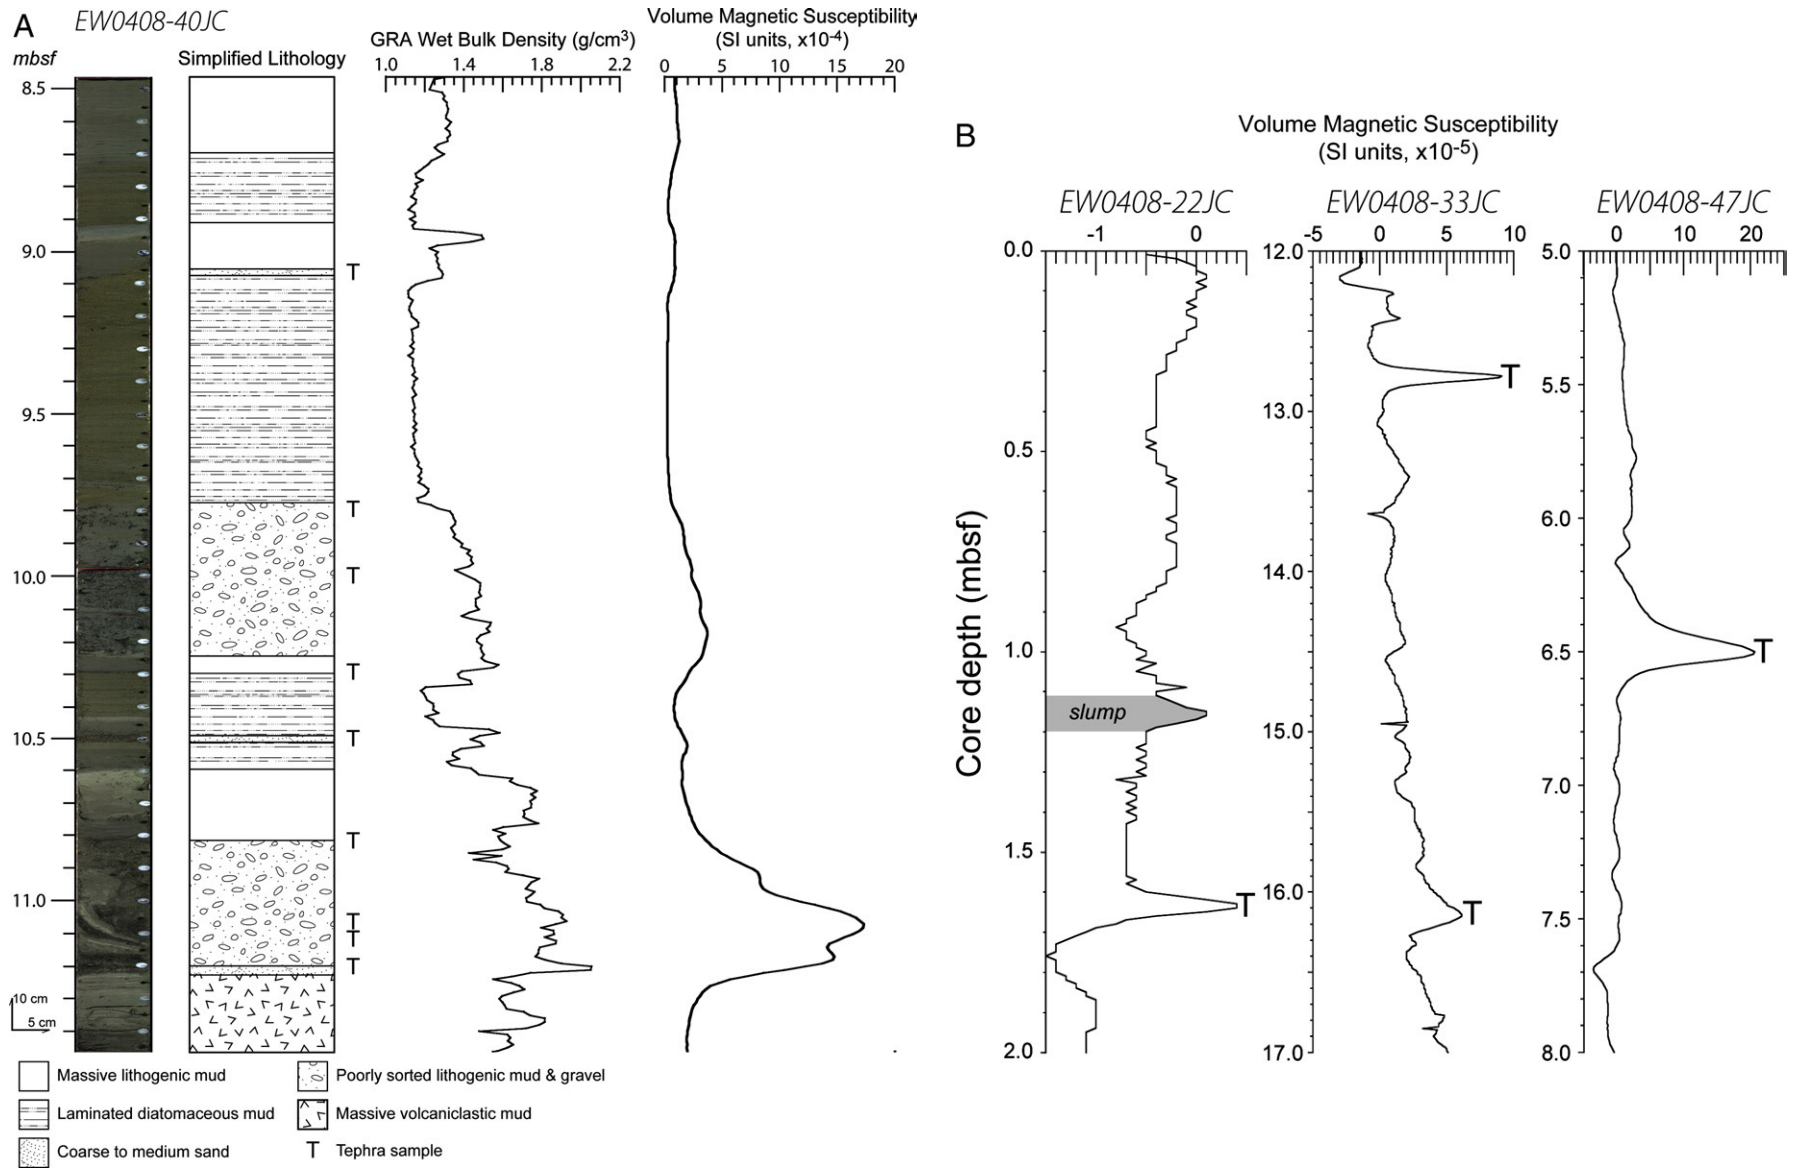 A
EW0408-40JC
mbsf
Simplified Lithology
GRA Wet Bulk Density (g/cm3)
1.0 1.4 1.8 2.2
Volume Magnetic Susceptibility
(SI units, x10-4)
0 5 10 15 20
8.5
9.0
9.5
10.0
10.5
11.0
T
T
T
T
T
T
T
T
T
10 cm
5 cm
Massive lithogenic mud
Laminated diatomaceous mud
Coarse to medium sand
Poorly sorted lithogenic mud & gravel
Massive volcaniclastic mud
T Tephra sample
B
Volume Magnetic Susceptibility
(SI units, x10-5)
Core depth (mbsf)
EW0408-22JC
-1 0
0.0
0.5
1.0
1.5
2.0
slump
T
EW0408-33JC
-5 0 5 10
12.0
13.0
14.0
15.0
16.0
17.0
T
T
EW0408-47JC
0 10 20
5.0
5.5
6.0
6.5
7.0
7.5
8.0
T